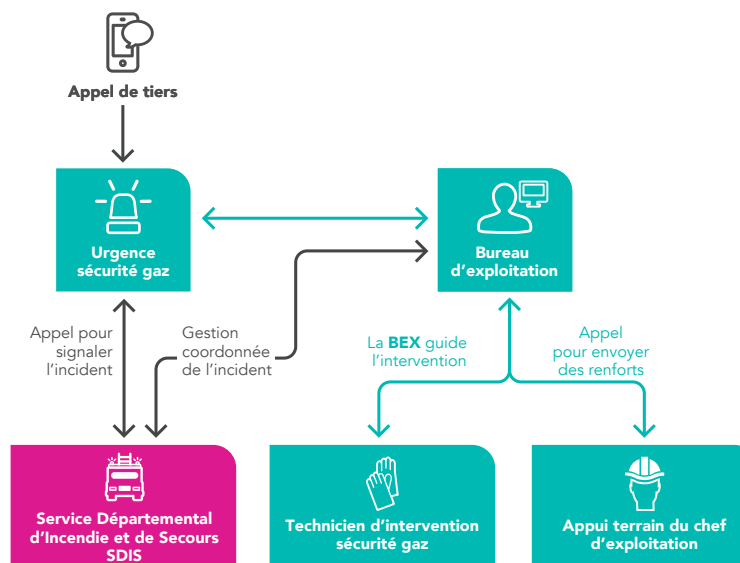 Appel de tiers
Urgence
sécurité gaz
Bureau
d'exploitation
Appel pour
signaler
l'incident
Gestion
coordonnée
de l'incident
La BEX guide
l'intervention
Appel
pour envoyer
des renforts
Service Départemental
d'Incendie et de Secours
SDIS
Technicien d'intervention
sécurité gaz
Appui terrain du chef
d'exploitation